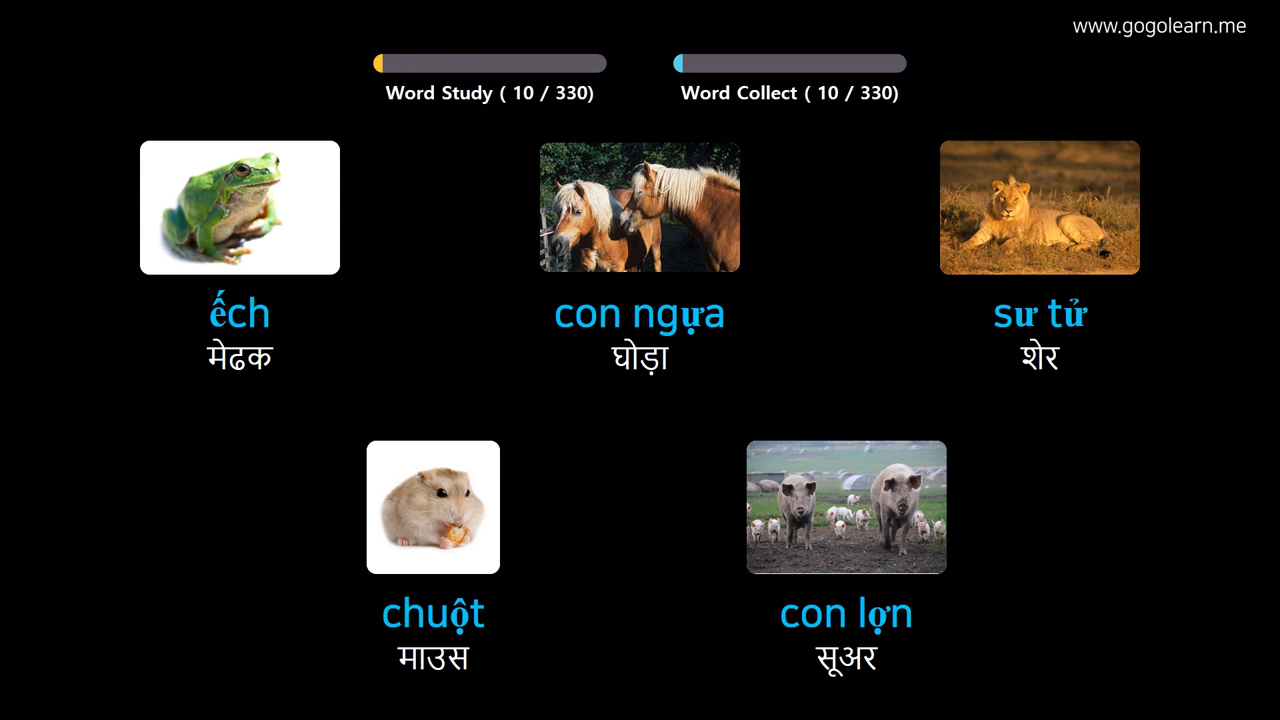 www.gogolearn.me
Word Study ( 10 / 330)
Word Collect ( 10 / 330)
ếch
मेढक
con ngựa
घोड़ा
sư tử
शेर
chuột
माउस
con lợn
सूअर